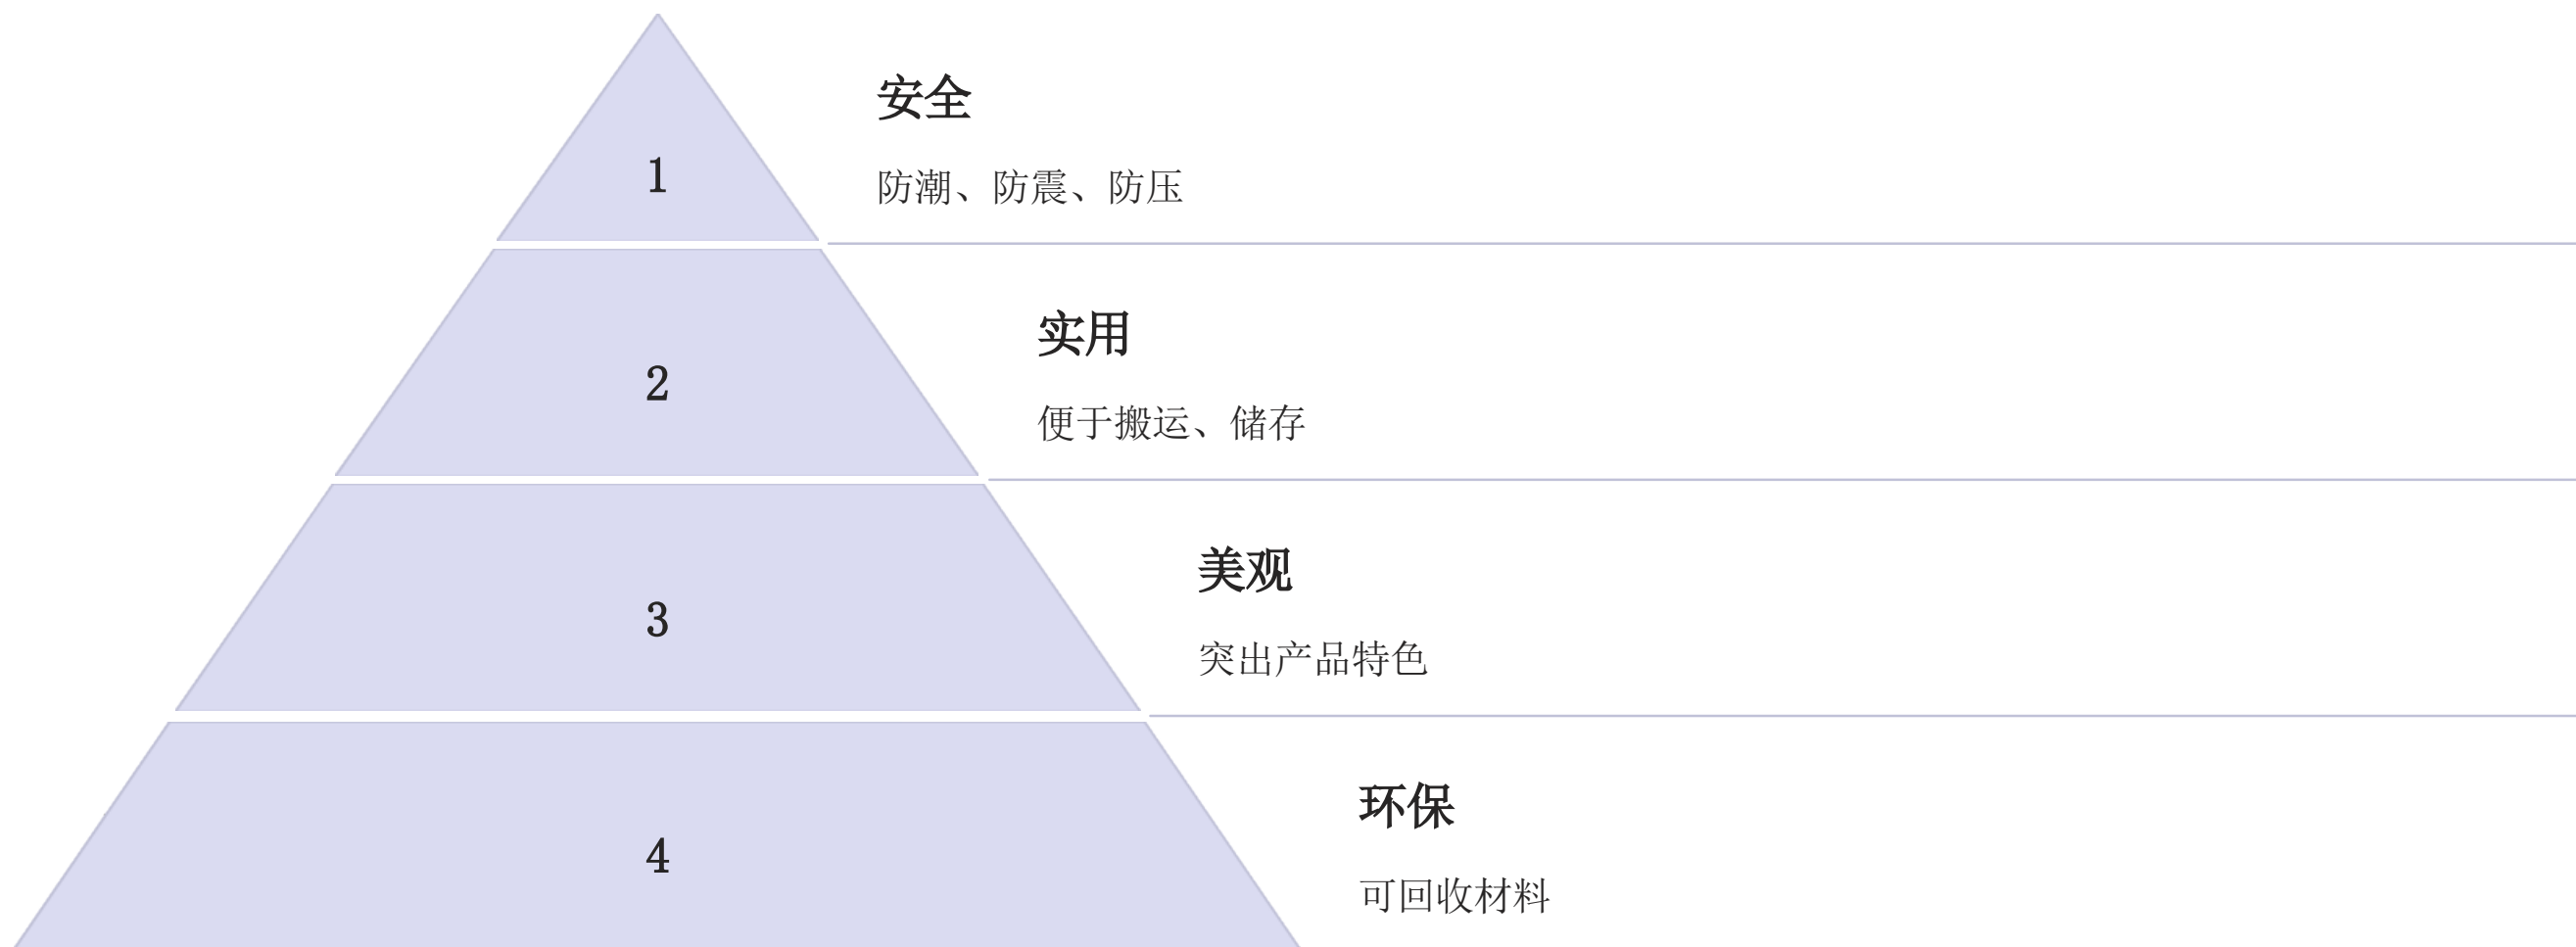 1
安全
防潮、防震、防压
2
实用
便于搬运、储存
3
美观
突出产品特色
4
环保
可回收材料